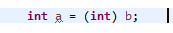 int a = (int) b;